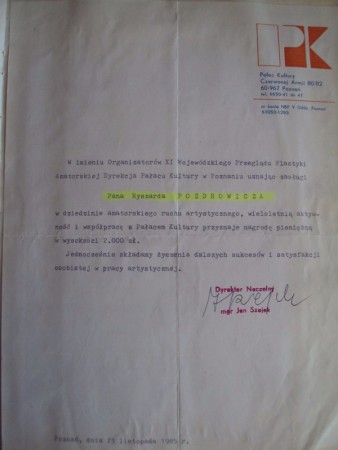 PK
Pałac Kultury
Czerwonej Armii 80/82
60-967 Poznań
W imieniu Organizatorów XI Wojewódzkiego Przeglądu Plastyki
Amatorskiej Dyrekcja Pałacu Kultury w Poznaniu uznając zasługi
Pana Ryszarda POZDROWICZA
w dziedzinie amatorskiego ruchu artystycznego, wieloletnią aktyw-
ność i współpracę z Pałacem Kultury przyznaje nagrodę pieniężną
w wysokości 7.000 zł.
Jednocześnie składamy życzenia dalszych sukcesów i satysfakcji
osobistej w pracy artystycznej.
Dyrektor Naczelny
mgr Jan Szajek
Poznań, dnia listopada r.